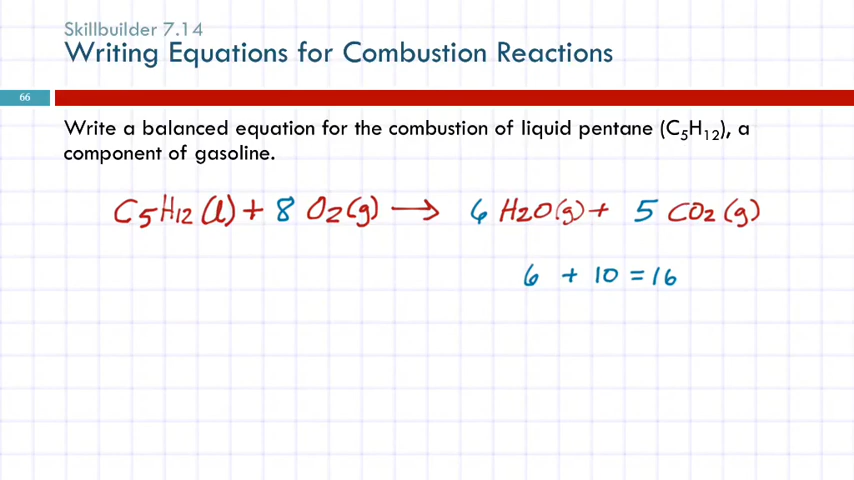 Skillbuilder 7.14
Writing Equations for Combustion Reactions
66
Write a balanced equation for the combustion of liquid pentane (C₅H₁₂), a
component of gasoline.
C₅H₁₂(l) + 8 O₂(g) → 6 H₂O(g) + 5 CO₂(g)
6 + 10 = 16